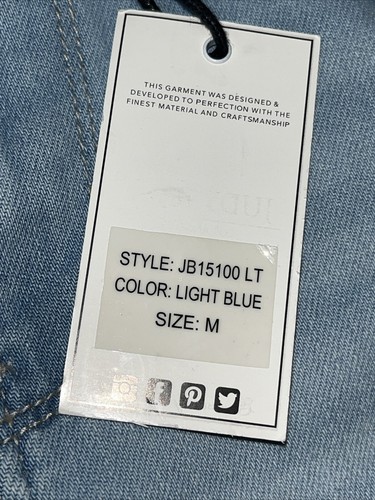 THIS GARMENT WAS DESIGNED &
DEVELOPED TO PERFECTION WITH THE
FINEST MATERIAL AND CRAFTSMANSHIP
STYLE: JB15100 LT
COLOR: LIGHT BLUE
SIZE: M